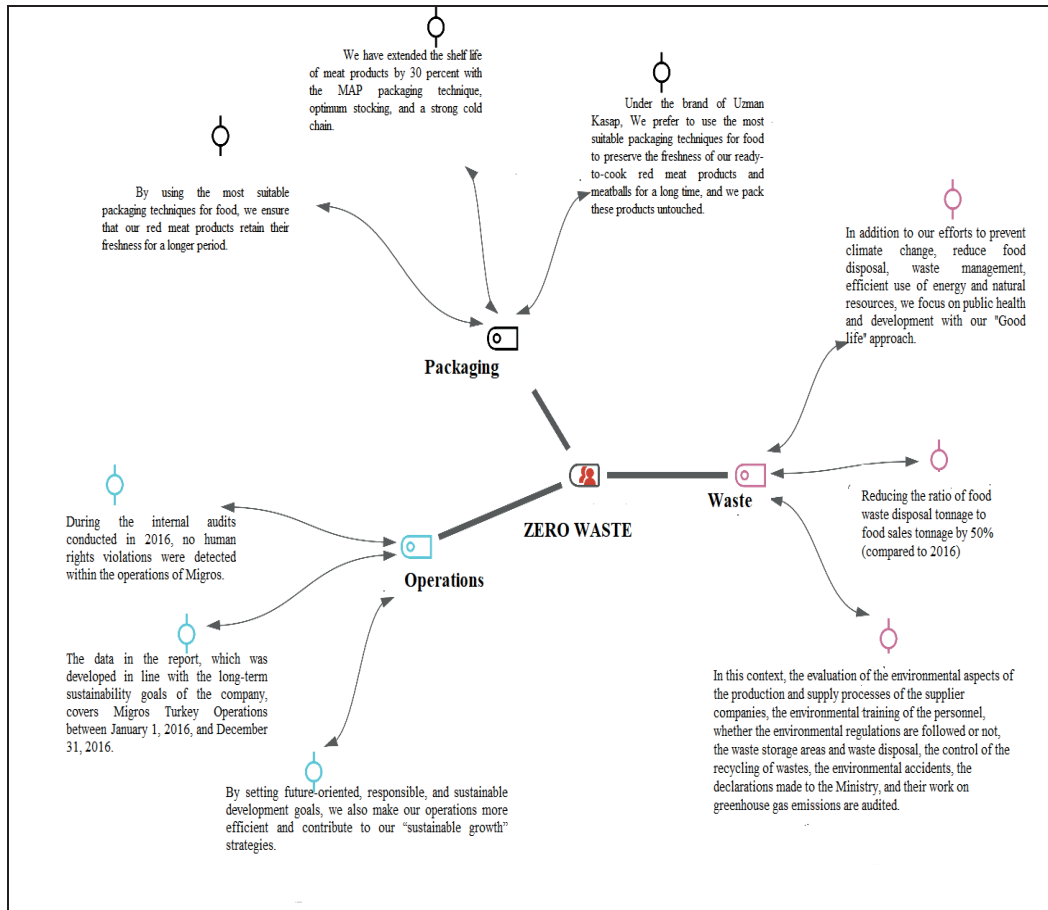 We have extended the shelf life
of meat products by 30 percent with
the MAP packaging technique,
optimum stocking, and a strong cold
chain.
Under the brand of Uzman
Kasap, We prefer to use the most
suitable packaging techniques for food
to preserve the freshness of our ready-
to-cook red meat products and
meatballs for a long time, and we pack
these products untouched.
By using the most suitable
packaging techniques for food, we ensure
that our red meat products retain their
freshness for a longer period.
In addition to our efforts to prevent
climate change, reduce food
disposal, waste management,
efficient use of energy and natural
resources, we focus on public health
and development with our "Good
life" approach.
Packaging
Waste
ZERO WASTE
Operations
Reducing the ratio of food
waste disposal tonnage to
food sales tonnage by 50%
(compared to 2016)
During the internal audits
conducted in 2016, no human
rights violations were detected
within the operations of Migros.
The data in the report, which was
developed in line with the long-term
sustainability goals of the company,
covers Migros Turkey Operations
between January 1, 2016, and December
31, 2016.
In this context, the evaluation of the environmental aspects of
the production and supply processes of the supplier
companies, the environmental training of the personnel,
whether the environmental regulations are followed or not,
the waste storage areas and waste disposal, the control of the
recycling of wastes, the environmental accidents, the
declarations made to the Ministry, and their work on
greenhouse gas emissions are audited.
By setting future-oriented, responsible, and sustainable
development goals, we also make our operations more
efficient and contribute to our “sustainable growth”
strategies.